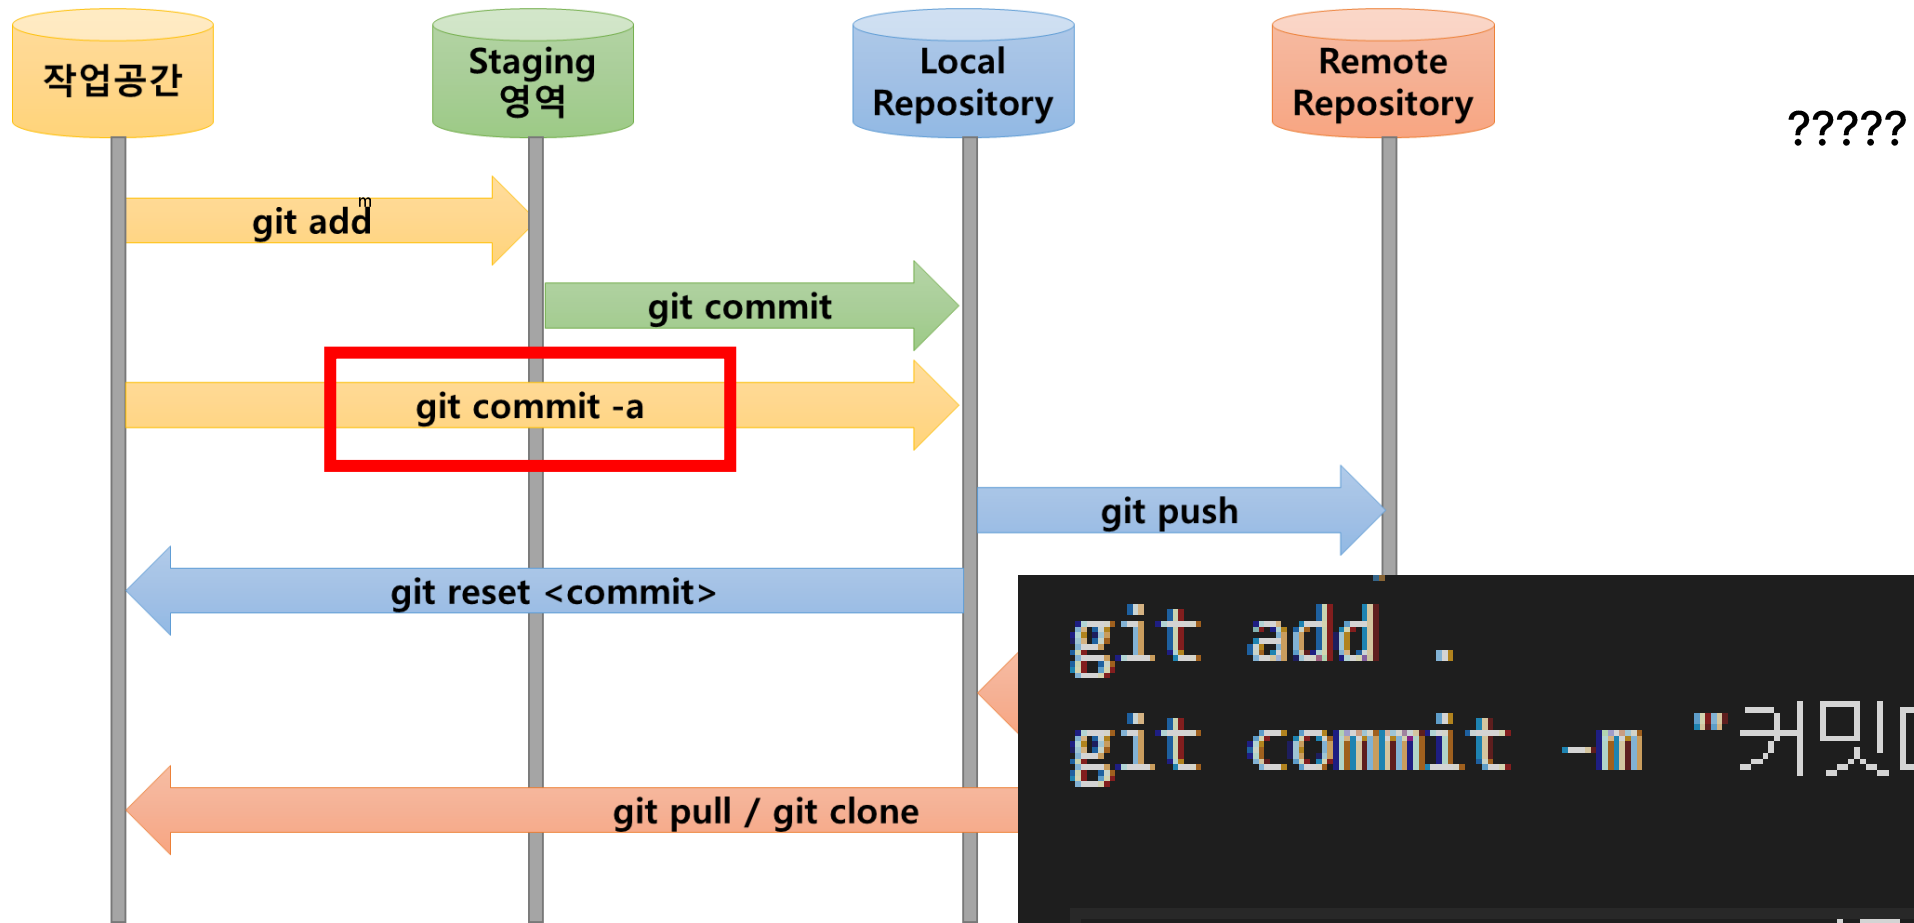 작업공간
Staging
영역
Local
Repository
Remote
Repository
?????
git add
m
git commit
git commit -a
git push
git reset <commit>
git add .
git commit -m "커밋
git pull / git clone